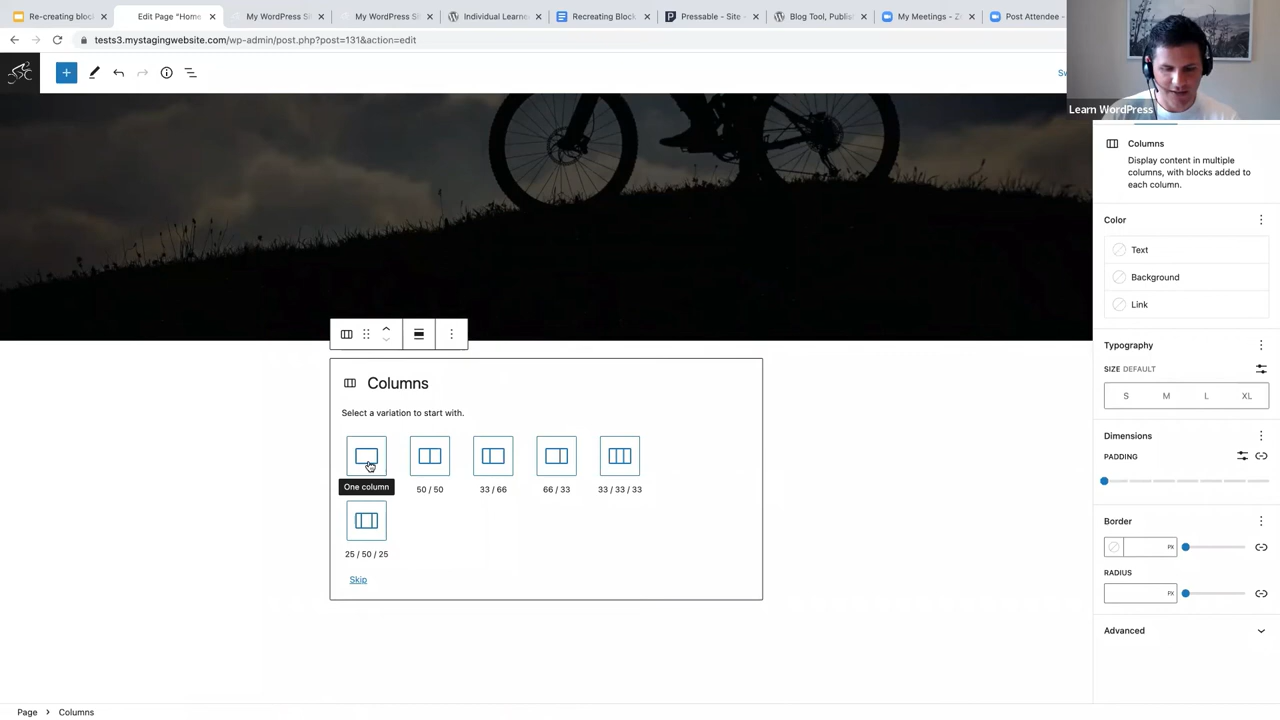 Re-creating block
Edit Page "Home
My WordPress Si
My WordPress Si
Individual Learne
Recreating Block
Pressable - Site -
Blog Tool, Publis
My Meetings - Z
Post Attendee -
tests3.mystagingwebsite.com/wp-admin/post.php?post=131&action=edit
Sw
Learn WordPress
Columns
Display content in multiple
columns, with blocks added to
each column.
Color
Text
Background
Link
Typography
SIZE DEFAULT
S M L XL
Dimensions
PADDING
Border
PX
RADIUS
PX
Advanced
Columns
Select a variation to start with.
One column
50 / 50
33 / 66
66 / 33
33 / 33 / 33
25 / 50 / 25
Skip
Page > Columns